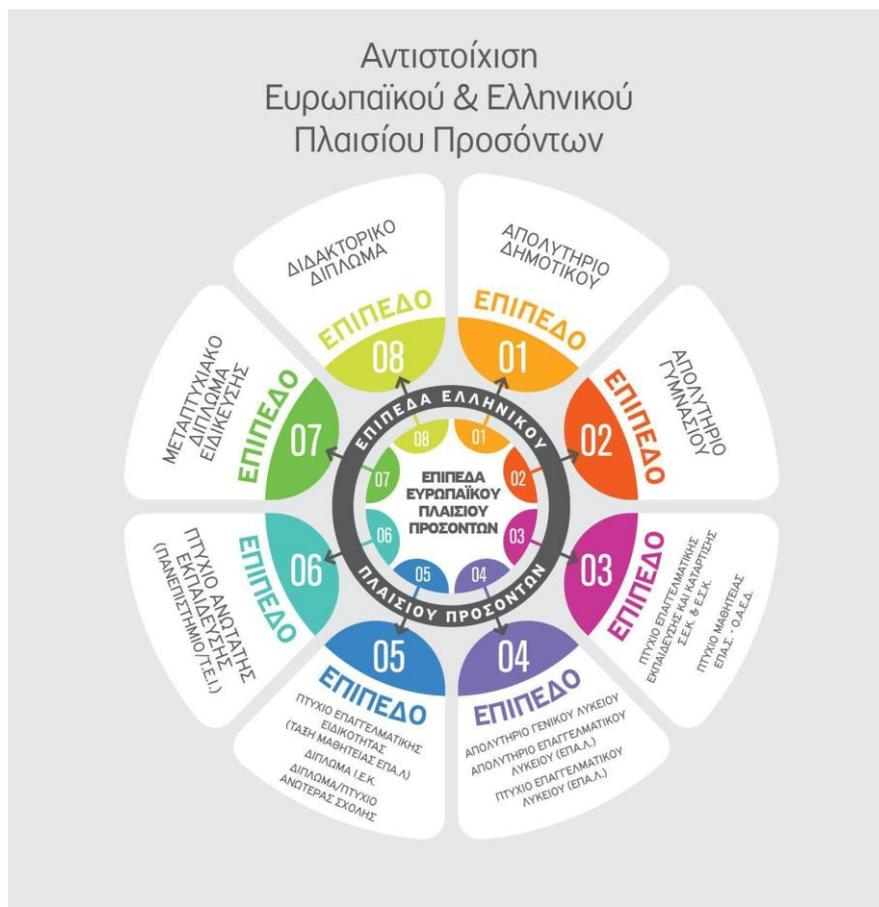 Αντιστοίχιση
Ευρωπαϊκού & Ελληνικού
Πλαισίου Προσόντων
ΑΠΟΛΥΤΗΡΙΟ
ΔΗΜΟΤΙΚΟΥ
ΕΠΙΠΕΔΟ
01
ΑΠΟΛΥΤΗΡΙΟ
ΓΥΜΝΑΣΙΟΥ
ΕΠΙΠΕΔΟ
02
ΕΠΙΠΕΔΟ
03
ΠΤΥΧΙΟ ΕΠΑΓΓΕΛΜΑΤΙΚΗΣ
ΕΚΠΑΙΔΕΥΣΗΣ ΚΑΙ ΚΑΤΑΡΤΙΣΗΣ
Σ.Ε.Κ. & Ε.Σ.Κ.
ΠΤΥΧΙΟ ΜΑΘΗΤΕΙΑΣ
ΕΠΑ.Σ. - Ο.Α.Ε.Δ.
04
ΕΠΙΠΕΔΟ
ΑΠΟΛΥΤΗΡΙΟ ΓΕΝΙΚΟΥ ΛΥΚΕΙΟΥ
ΑΠΟΛΥΤΗΡΙΟ ΕΠΑΓΓΕΛΜΑΤΙΚΟΥ
ΛΥΚΕΙΟΥ (ΕΠΑ.Λ.)
ΠΤΥΧΙΟ ΕΠΑΓΓΕΛΜΑΤΙΚΟΥ
ΛΥΚΕΙΟΥ (ΕΠΑ.Λ.)
05
ΕΠΙΠΕΔΟ
ΠΤΥΧΙΟ ΕΠΑΓΓΕΛΜΑΤΙΚΗΣ
ΕΙΔΙΚΟΤΗΤΑΣ
(ΤΑΞΗ ΜΑΘΗΤΕΙΑΣ ΕΠΑ.Λ)
ΔΙΠΛΩΜΑ Ι.Ε.Κ.
ΔΙΠΛΩΜΑ/ΠΤΥΧΙΟ
ΑΝΩΤΕΡΑΣ ΣΧΟΛΗΣ
06
ΕΠΙΠΕΔΟ
ΠΤΥΧΙΟ ΑΝΩΤΑΤΗΣ
ΕΚΠΑΙΔΕΥΣΗΣ
(ΠΑΝΕΠΙΣΤΗΜΙΟ/Τ.Ε.Ι.)
07
ΕΠΙΠΕΔΟ
ΜΕΤΑΠΤΥΧΙΑΚΟ
ΔΙΠΛΩΜΑ
ΕΙΔΙΚΕΥΣΗΣ
ΔΙΔΑΚΤΟΡΙΚΟ
ΔΙΠΛΩΜΑ
ΕΠΙΠΕΔΟ
08
ΕΠΙΠΕΔΑ ΕΛΛΗΝΙΚΟΥ
ΠΛΑΙΣΙΟΥ ΠΡΟΣΟΝΤΩΝ
01
02
03
04
05
06
07
08
ΕΠΙΠΕΔΑ
ΕΥΡΩΠΑΪΚΟΥ
ΠΛΑΙΣΙΟΥ
ΠΡΟΣΟΝΤΩΝ